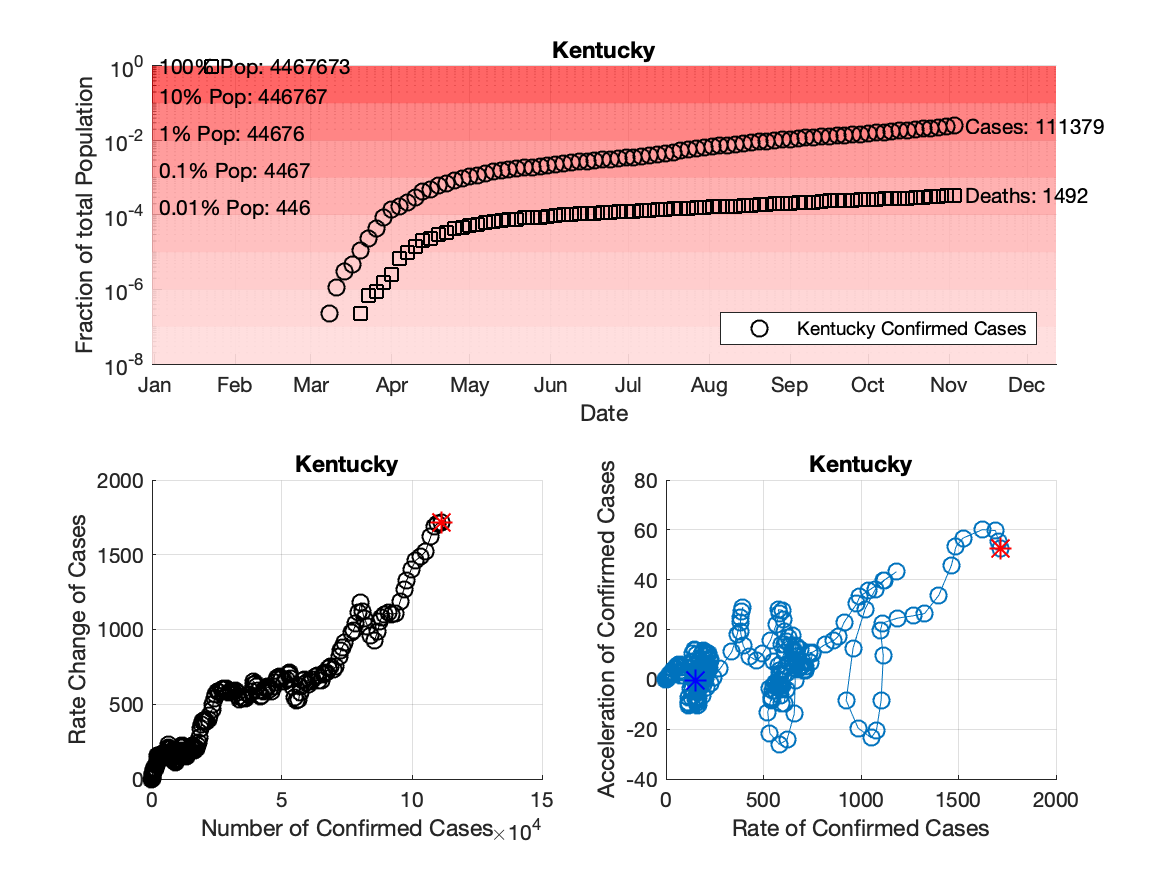 Kentucky
10^0
10^-2
10^-4
10^-6
10^-8
Fraction of total Population
100% Pop: 4467673
10% Pop: 446767
1% Pop: 44676
0.1% Pop: 4467
0.01% Pop: 446
Cases: 111379
Deaths: 1492
Kentucky Confirmed Cases
Jan Feb Mar Apr May Jun Jul Aug Sep Oct Nov Dec
Date
Kentucky
2000
1500
1000
500
0
Rate Change of Cases
0 5 10 15
Number of Confirmed Cases ×10^4
Kentucky
80
60
40
20
0
-20
-40
Acceleration of Confirmed Cases
0 500 1000 1500 2000
Rate of Confirmed Cases